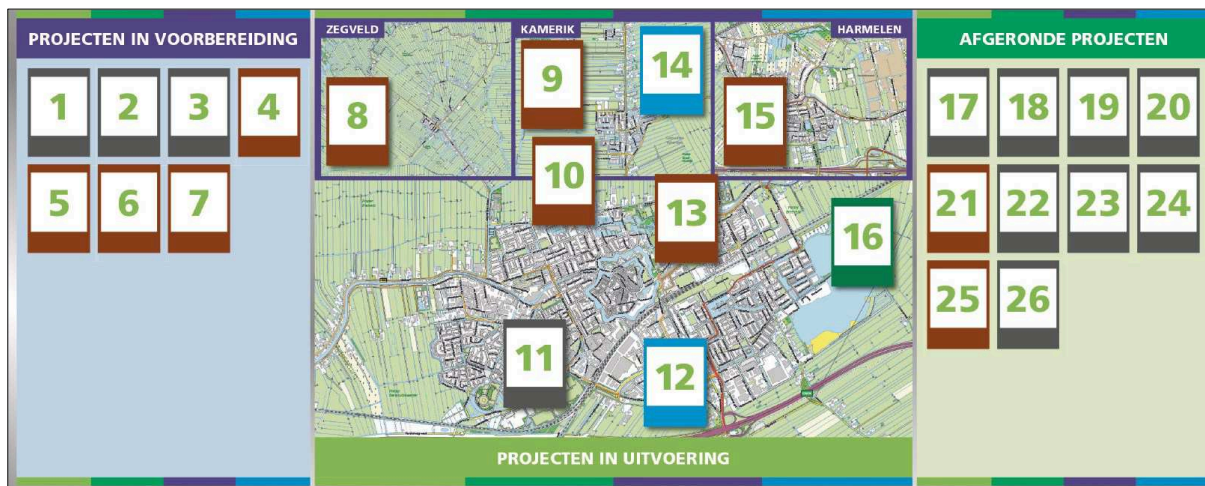 PROJECTEN IN VOORBEREIDING
1 2 3 4
5 6 7
ZEGVELD
KAMERIK
HARMELEN
8
9
14
15
10
13
16
11
12
PROJECTEN IN UITVOERING
AFGERONDE PROJECTEN
17 18 19 20
21 22 23 24
25 26